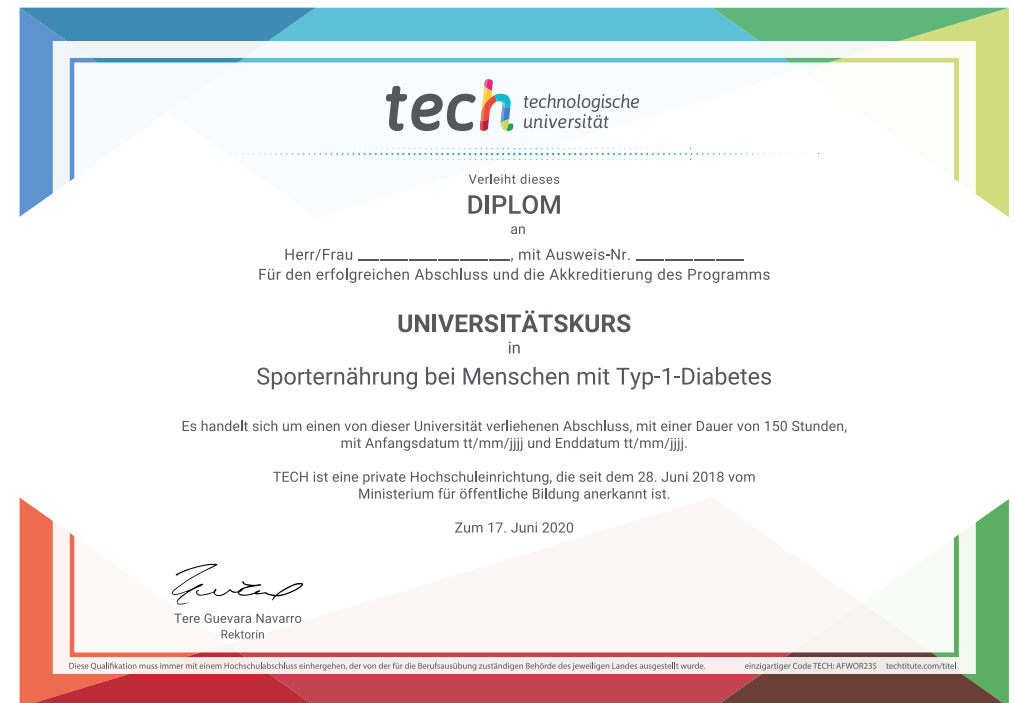 tech technologische
universität
Verleiht dieses
DIPLOM
an
Herr/Frau ____________________, mit Ausweis-Nr. ______________
Für den erfolgreichen Abschluss und die Akkreditierung des Programms
UNIVERSITÄTSKURS
in
Sporternährung bei Menschen mit Typ-1-Diabetes
Es handelt sich um einen von dieser Universität verliehenen Abschluss, mit einer Dauer von 150 Stunden,
mit Anfangsdatum tt/mm/jjjj und Enddatum tt/mm/jjjj.
TECH ist eine private Hochschuleinrichtung, die seit dem 28. Juni 2018 vom
Ministerium für öffentliche Bildung anerkannt ist.
Zum 17. Juni 2020
Tere Guevara Navarro
Rektorin
Diese Qualifikation muss immer mit einem Hochschulabschluss einhergehen, der von der für die Berufsausübung zuständigen Behörde des jeweiligen Landes ausgestellt wurde. einzigartiger Code TECH: AFWOR23S techtitute.com/titel